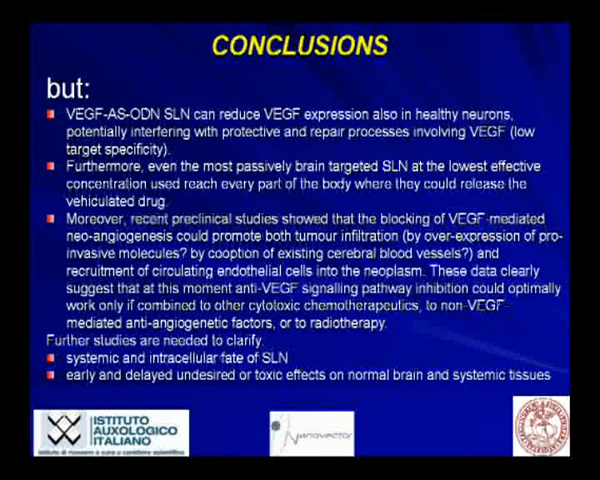 CONCLUSIONS
but:
VEGF-AS-ODN SLN can reduce VEGF expression also in healthy neurons,
potentially interfering with protective and repair processes involving VEGF (low
target specificity).
Furthermore, even the most passively brain targeted SLN at the lowest effective
concentration used reach every part of the body where they could release the
vehiculated drug.
Moreover, recent preclinical studies showed that the blocking of VEGF-mediated
neo-angiogenesis could promote both tumour infiltration (by over-expression of pro-
invasive molecules? by cooption of existing cerebral blood vessels?) and
recruitment of circulating endothelial cells into the neoplasm. These data clearly
suggest that at this moment anti-VEGF signalling pathway inhibition could optimally
work only if combined to other cytotoxic chemotherapeutics, to non-VEGF-
mediated anti-angiogenetic factors, or to radiotherapy.
Further studies are needed to clarify:
systemic and intracellular fate of SLN
early and delayed undesired or toxic effects on normal brain and systemic tissues
ISTITUTO
AUXOLOGICO
ITALIANO
Istituto di ricovero e cura a carattere scientifico
Nanovector